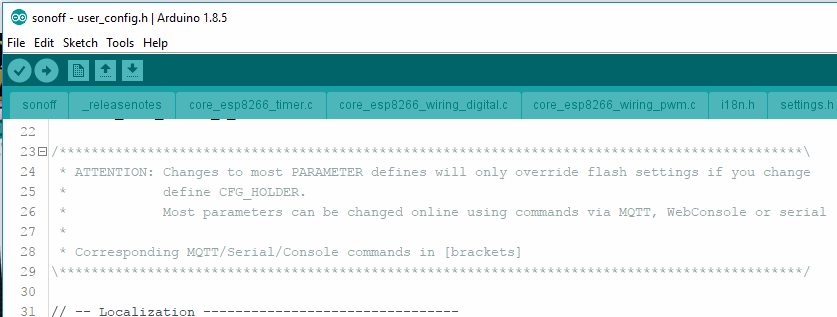 sonoff - user_config.h | Arduino 1.8.5
File Edit Sketch Tools Help
sonoff _releasenotes core_esp8266_timer.c core_esp8266_wiring_digital.c core_esp8266_wiring_pwm.c i18n.h settings.h
22
23 /*********************************************************************************************\
24 * ATTENTION: Changes to most PARAMETER defines will only override flash settings if you change
25 * define CFG_HOLDER.
26 * Most parameters can be changed online using commands via MQTT, WebConsole or serial
27 *
28 * Corresponding MQTT/Serial/Console commands in [brackets]
29 \*********************************************************************************************/
30
31 // -- Localization --------------------------------